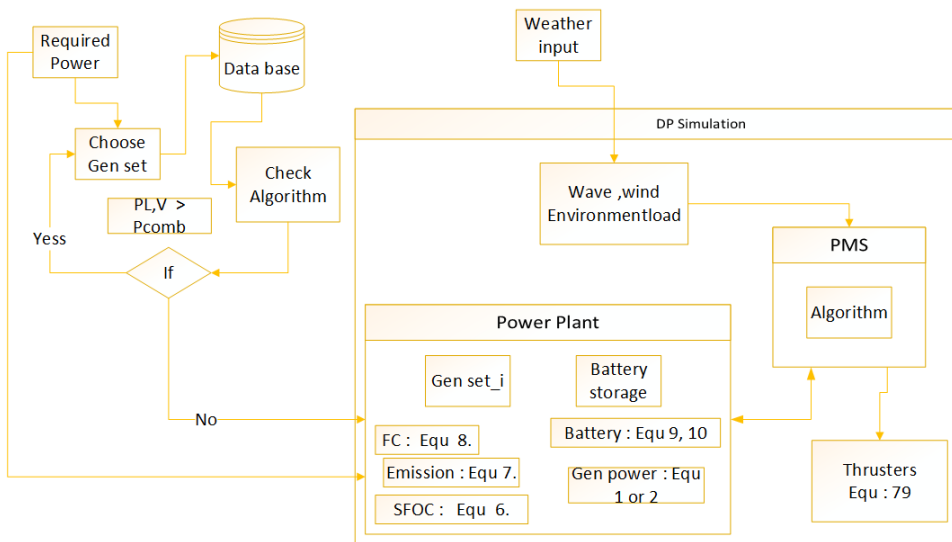 Required
Power
Data base
Weather
input
DP Simulation
Choose
Gen set
Check
Algorithm
Wave ,wind
Environmentload
PL,V  >
Pcomb
Yess
If
PMS
Algorithm
Power Plant
Gen set_i
Battery
storage
No
FC :  Equ  8.
Battery : Equ 9, 10
Emission : Equ 7.
Gen power : Equ
1 or 2
SFOC :   Equ  6.
Thrusters
Equ : 79